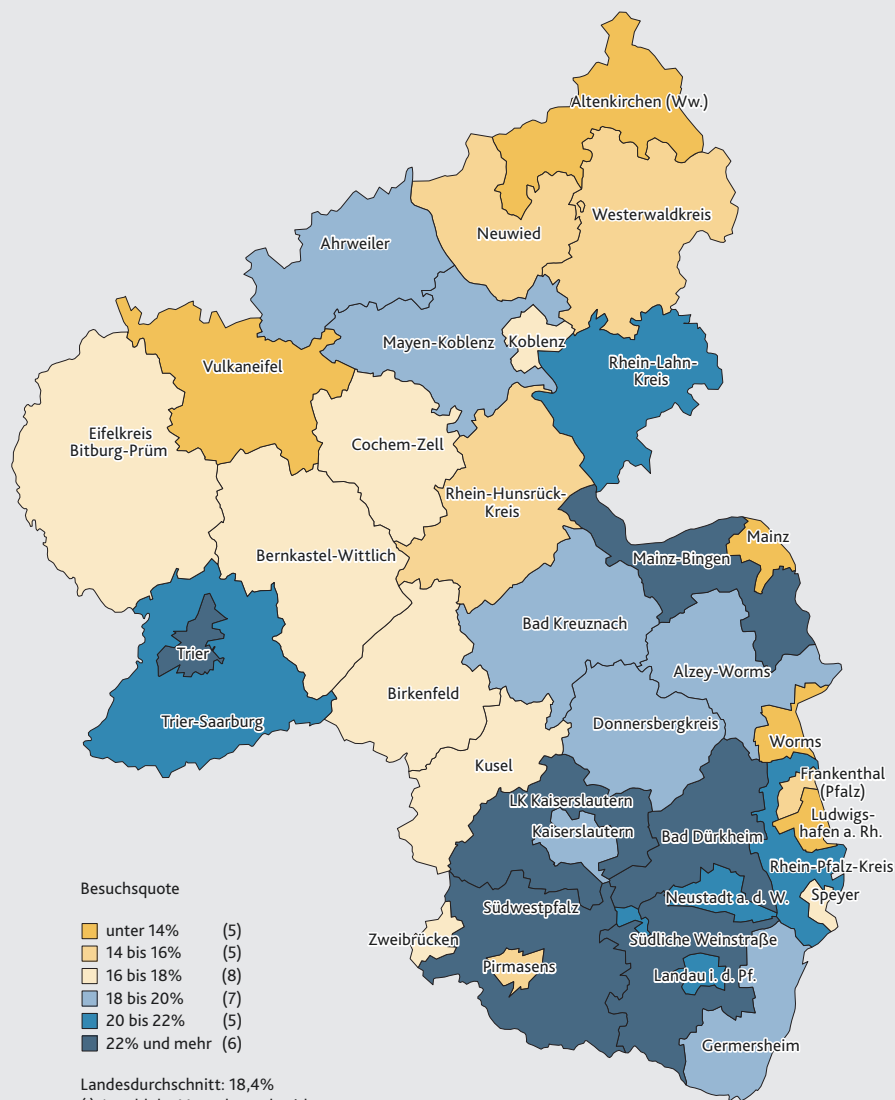 Altenkirchen (Ww.)
Westerwaldkreis
Neuwied
Ahrweiler
Mayen-Koblenz
Koblenz
Vulkaneifel
Rhein-Lahn-
Kreis
Eifelkreis
Bitburg-Prüm
Cochem-Zell
Rhein-Hunsrück-
Kreis
Mainz
Bernkastel-Wittlich
Mainz-Bingen
Bad Kreuznach
Trier
Alzey-Worms
Birkenfeld
Trier-Saarburg
Donnersbergkreis
Worms
Kusel
Frankenthal
(Pfalz)
LK Kaiserslautern
Ludwigs-
hafen a. Rh.
Kaiserslautern
Bad Dürkheim
Rhein-Pfalz-Kreis
Speyer
Neustadt a. d. W.
Südwestpfalz
Zweibrücken
Südliche Weinstraße
Pirmasens
Landau i. d. Pf.
Germersheim
Besuchsquote
unter 14% (5)
14 bis 16% (5)
16 bis 18% (8)
18 bis 20% (7)
20 bis 22% (5)
22% und mehr (6)
Landesdurchschnitt: 18,4%